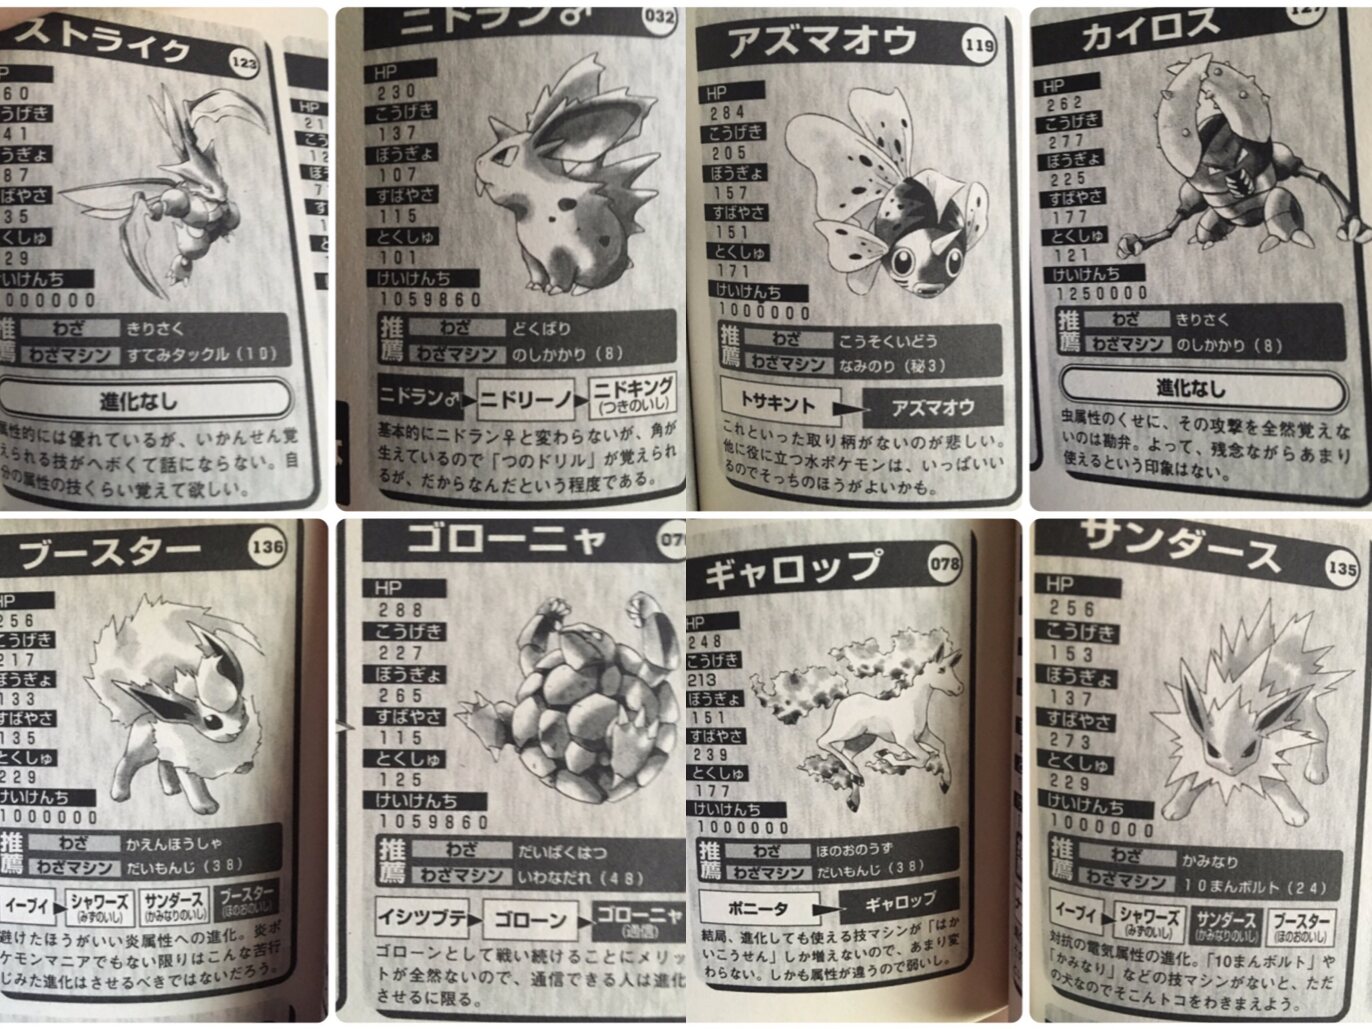 ストライク
123
60
41
87
35
29
000000
推薦
わざ
きりさく
わざマシン
すてみタックル(10)
進化なし
属性的には優れているが、いかんせん覚
えられる技がヘボくて話にならない。自
分の属性の技くらい覚えて欲しい。
HP
ニドラン♂
032
HP
230
こうげき
137
ぼうぎょ
107
すばやさ
115
とくしゅ
101
けいけんち
1059860
推薦
わざ
どくばり
わざマシン
のしかかり(8)
ニドラン♂
ニドリーノ
ニドキング
(つきのいし)
基本的にニドラン♀と変わらないが、角が
生えているので「つのドリル」が覚えられ
るが、だからなんだという程度である。
アズマオウ
119
HP
284
こうげき
205
ぼうぎょ
157
すばやさ
151
とくしゅ
171
けいけんち
1000000
推薦
わざ
こうそくいどう
わざマシン
なみのり(秘3)
トサキント
アズマオウ
これといった取り柄がないのが悲しい。
他に役に立つ水ポケモンは、いっぱいい
るのでそっちのほうがよいかも。
カイロス
127
HP
262
こうげき
277
ぼうぎょ
225
すばやさ
177
とくしゅ
121
けいけんち
1250000
推薦
わざ
きりさく
わざマシン
のしかかり(8)
進化なし
虫属性のくせに、その攻撃を全然覚えな
いのは勘弁。よって、残念ながらあまり
使えるという印象はない。
ブースター
136
HP
256
こうげき
217
ぼうぎょ
133
すばやさ
135
とくしゅ
229
けいけんち
1000000
推薦
わざ
かえんほうしゃ
わざマシン
だいもんじ(38)
イーブイ
シャワーズ
(みずのいし)
サンダース
(かみなりのいし)
ブースター
(ほのおのいし)
避けたほうがいい炎属性への進化。炎ポ
ケモンマニアでもない限りはこんな苦行
じみた進化はさせるべきではないだろう。
ゴローニャ
HP
288
こうげき
227
ぼうぎょ
265
すばやさ
115
とくしゅ
125
けいけんち
1059860
推薦
わざ
だいばくはつ
わざマシン
いわなだれ(48)
イシツブテ
ゴローン
ゴローニャ
(通信)
ゴローンとして戦い続けることにメリッ
トが全然ないので、通信できる人は進化
させるに限る。
ギャロップ
078
HP
248
こうげき
213
ぼうぎょ
151
すばやさ
239
とくしゅ
177
けいけんち
1000000
推薦
わざ
ほのおのうず
わざマシン
だいもんじ(38)
ポニータ
ギャロップ
結局、進化しても使える技マシンが「はか
いこうせん」しか増えないので、あまり変
わらない。しかも属性が違うので弱いし。
サンダース
135
HP
256
こうげき
153
ぼうぎょ
137
すばやさ
273
とくしゅ
229
けいけんち
1000000
推薦
わざ
かみなり
わざマシン
10まんボルト(24)
イーブイ
シャワーズ
(みずのいし)
サンダース
(かみなりのいし)
ブースター
(ほのおのいし)
対抗の電気属性の進化。「10まんボルト」や
「かみなり」などの技マシンがないと、ただ
の犬なのでそこんトコをわきまえよう。